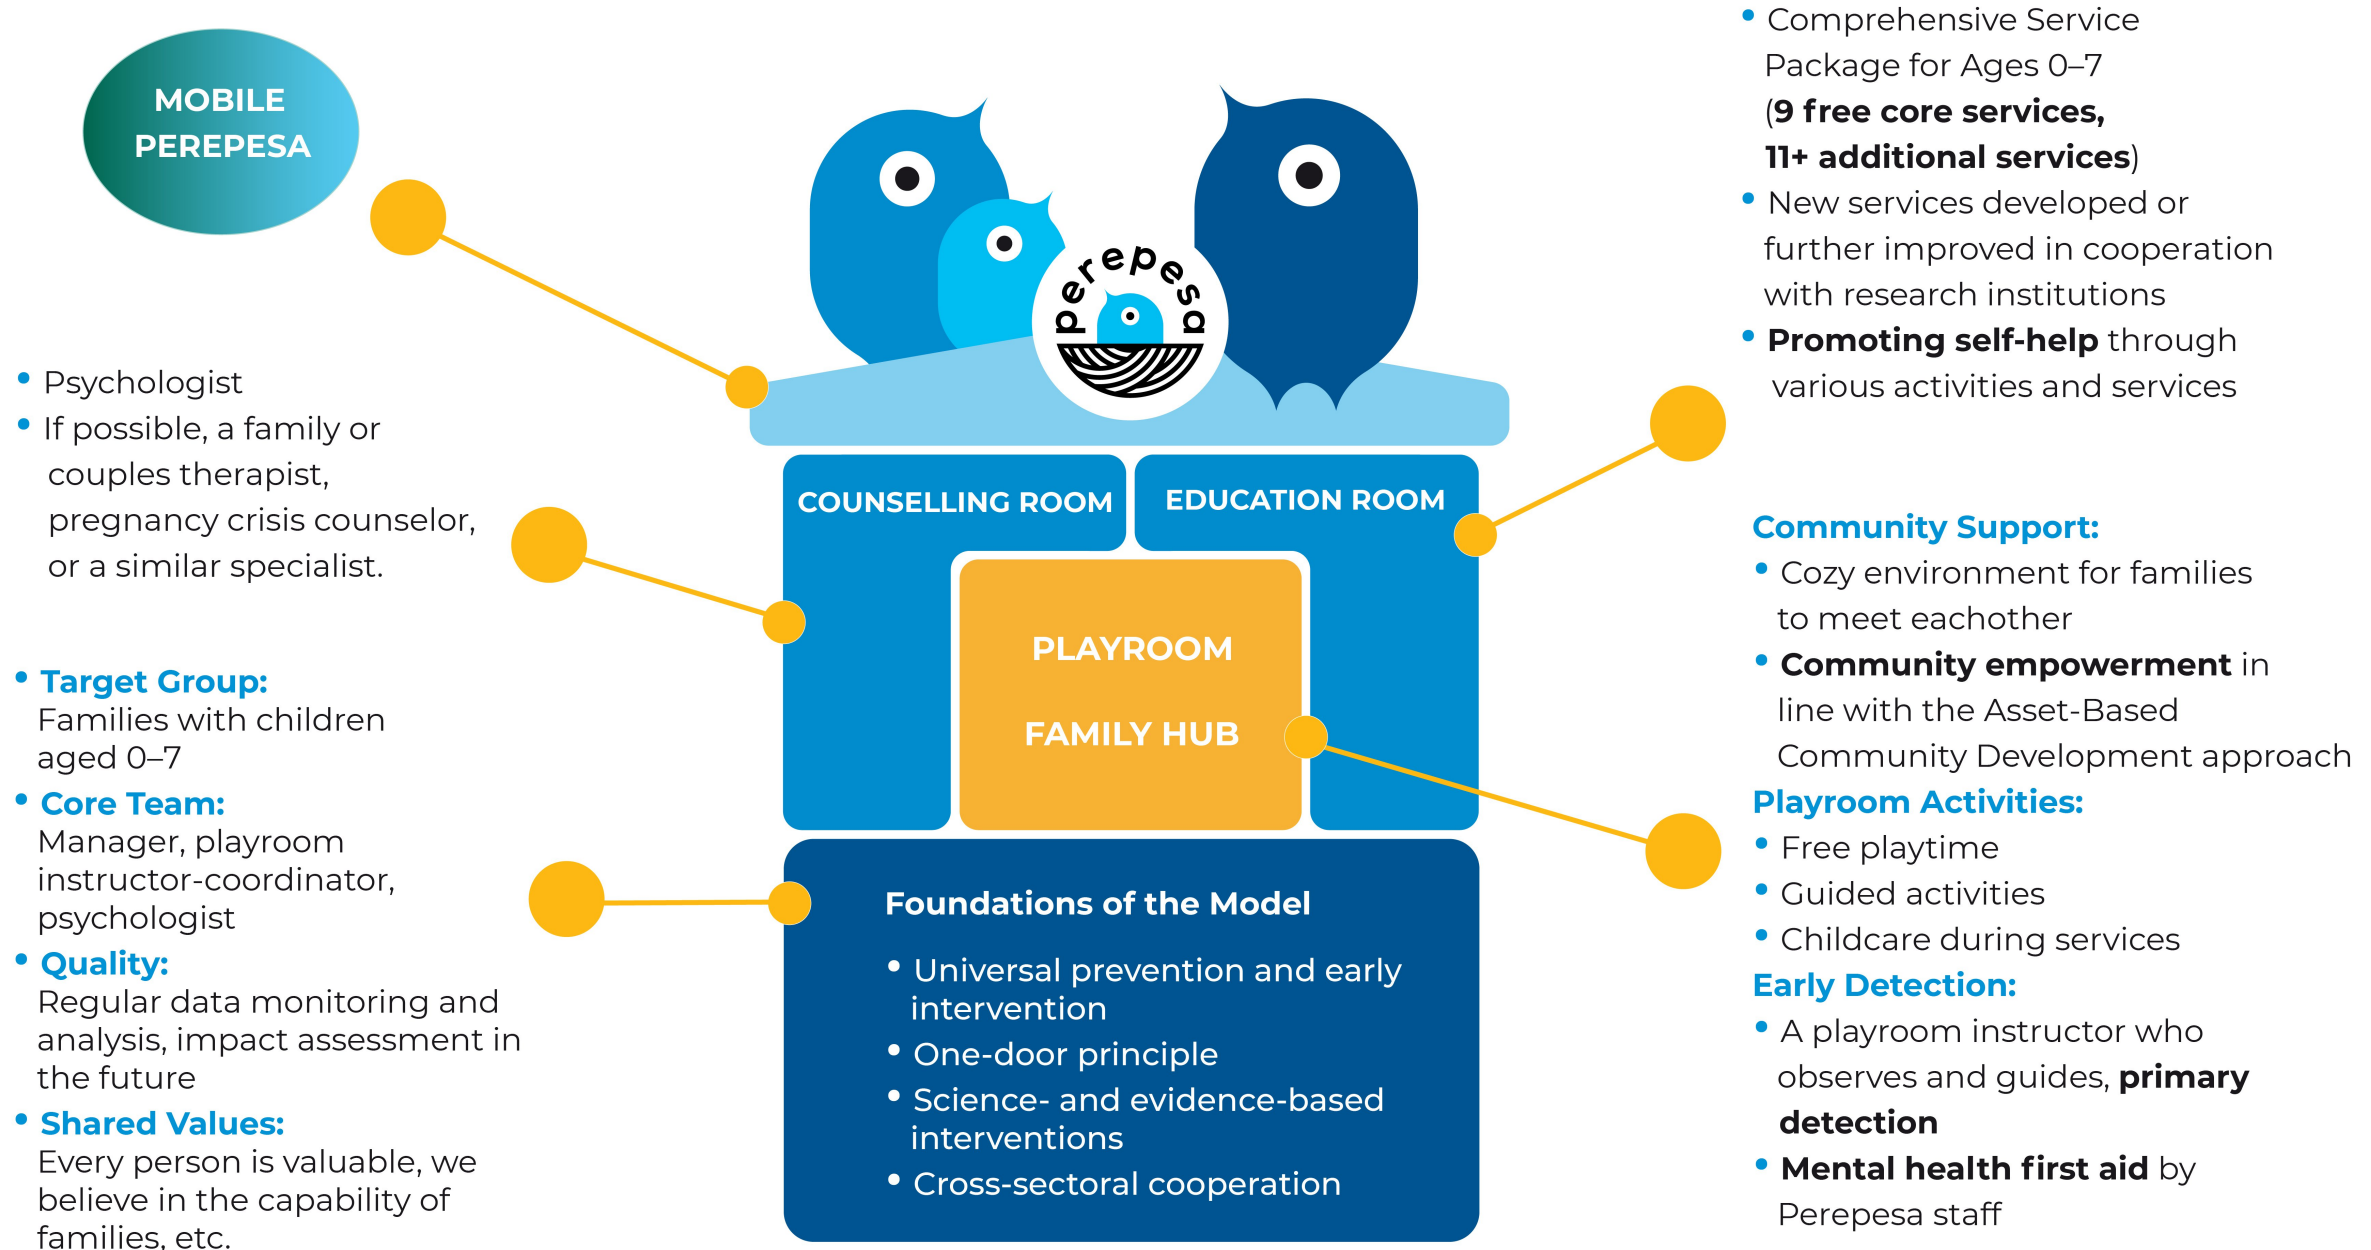 MOBILE
PEREPESA
• Psychologist
• If possible, a family or
couples therapist,
pregnancy crisis counselor,
or a similar specialist.
• Target Group:
Families with children
aged 0–7
• Core Team:
Manager, playroom
instructor-coordinator,
psychologist
• Quality:
Regular data monitoring and
analysis, impact assessment in
the future
• Shared Values:
Every person is valuable, we
believe in the capability of
families, etc.
perepesa
COUNSELLING ROOM
EDUCATION ROOM
PLAYROOM
FAMILY HUB
Foundations of the Model
• Universal prevention and early
intervention
• One-door principle
• Science- and evidence-based
interventions
• Cross-sectoral cooperation
• Comprehensive Service
Package for Ages 0–7
(9 free core services,
11+ additional services)
• New services developed or
further improved in cooperation
with research institutions
• Promoting self-help through
various activities and services
Community Support:
• Cozy environment for families
to meet eachother
• Community empowerment in
line with the Asset-Based
Community Development approach
Playroom Activities:
• Free playtime
• Guided activities
• Childcare during services
Early Detection:
• A playroom instructor who
observes and guides, primary
detection
• Mental health first aid by
Perepesa staff